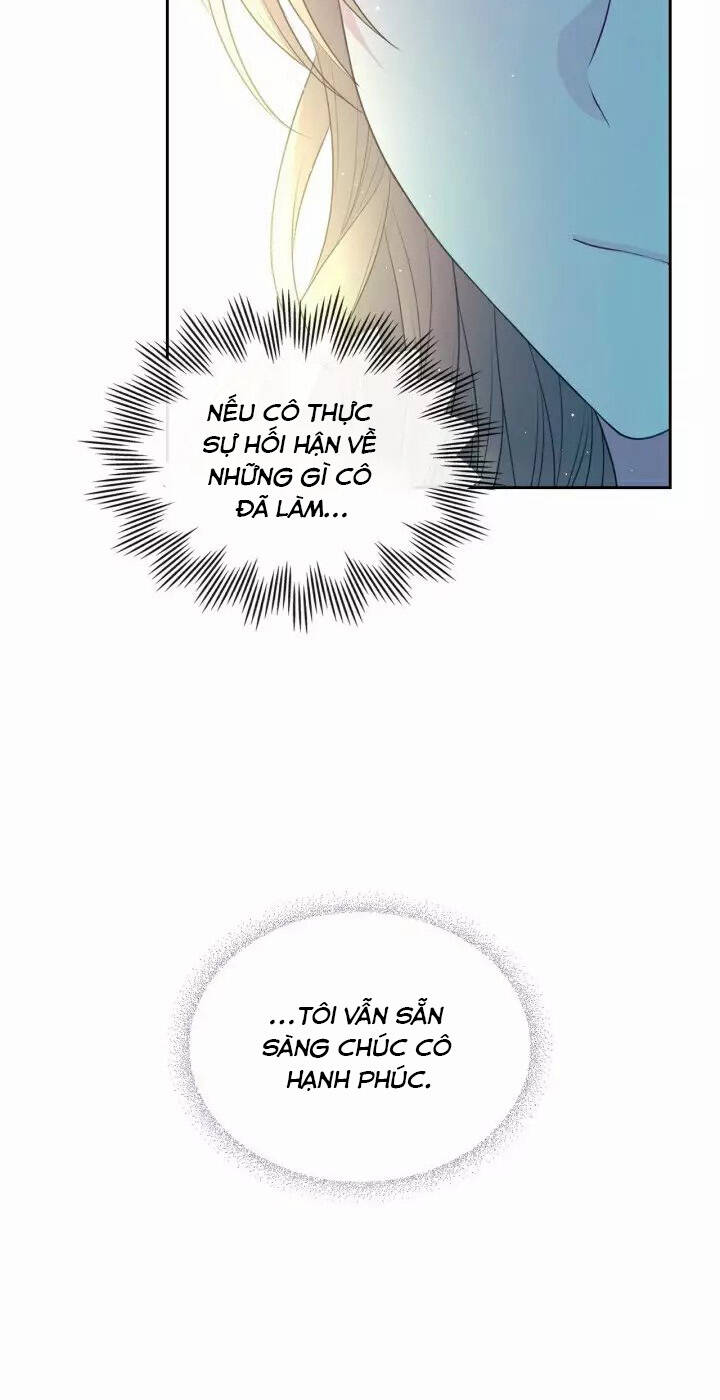 NẾU CÔ THỰC
SỰ HỐI HẬN VỀ
NHỮNG GÌ CÔ
ĐÃ LÀM...
...TÔI VẪN SẴN
SÀNG CHÚC CÔ
HẠNH PHÚC.